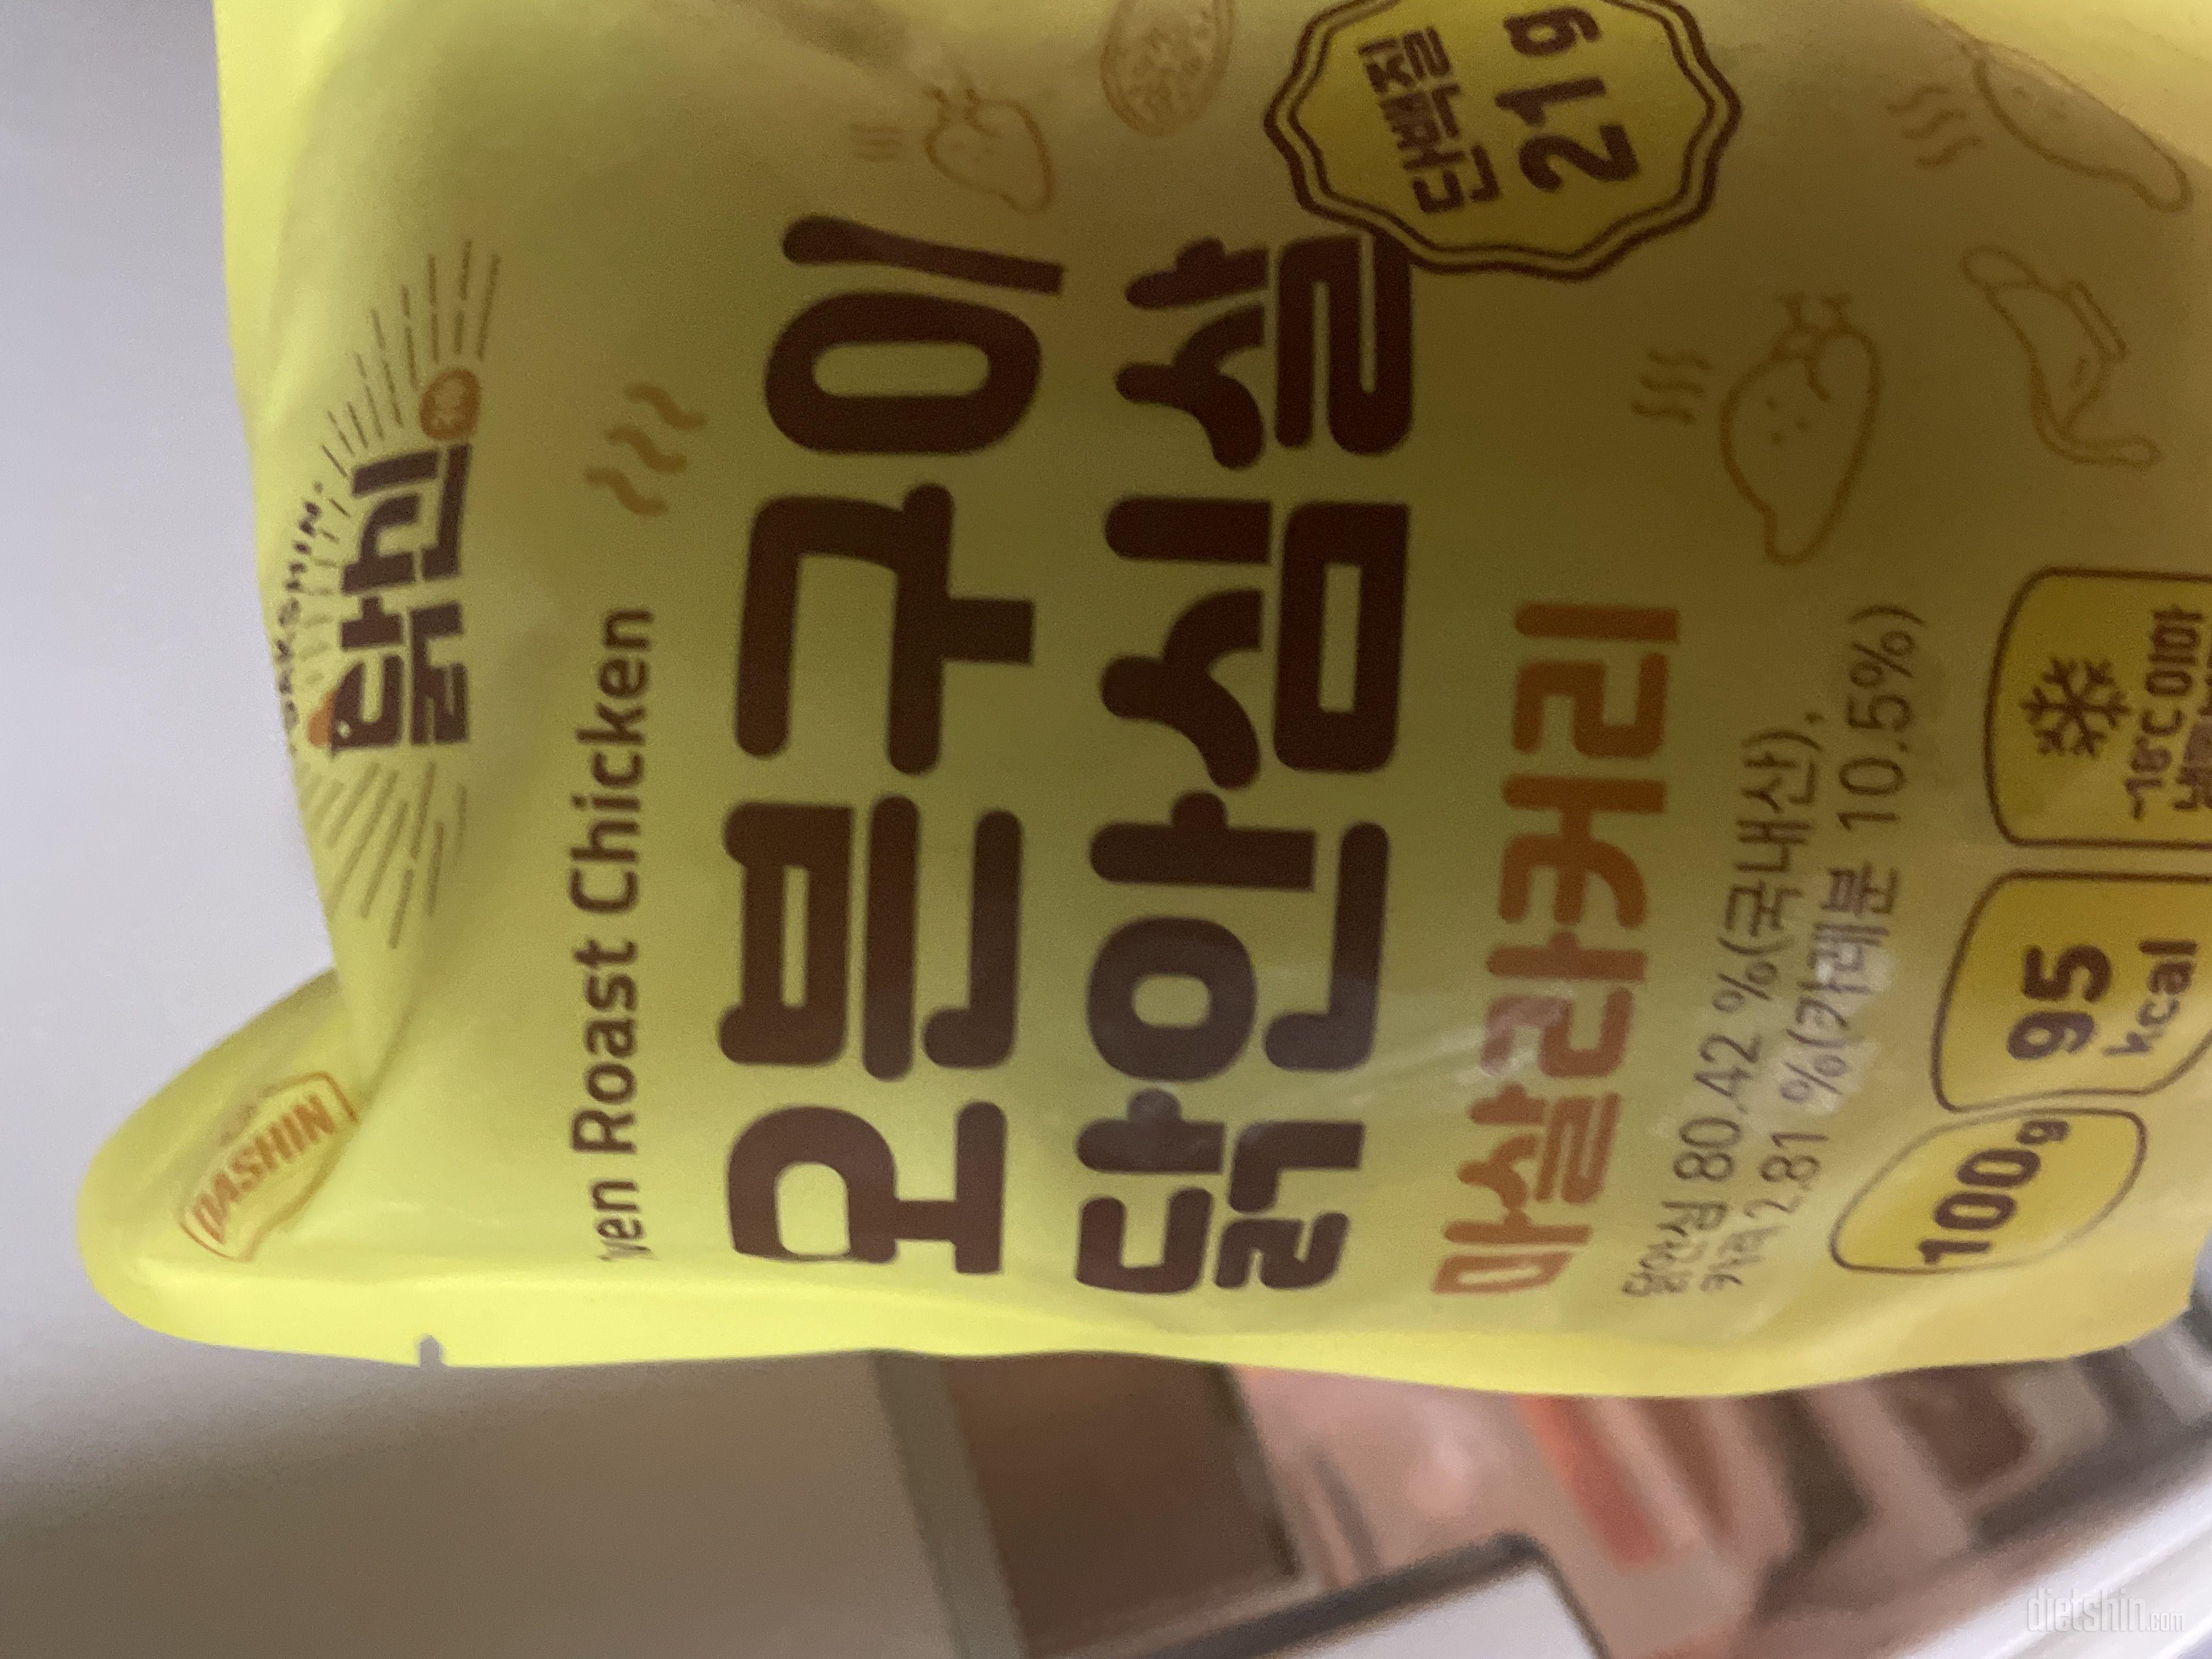 DASHIN
DAKSHIN
닭신
Oven Roast Chicken
오븐구이
닭안심살
마살라커리
단백질
21g
닭안심 80.42 %(국내산),
카레 2.81 %(카레분 10.5%)
100g
95
kcal
-18℃ 이하
dietshin.com